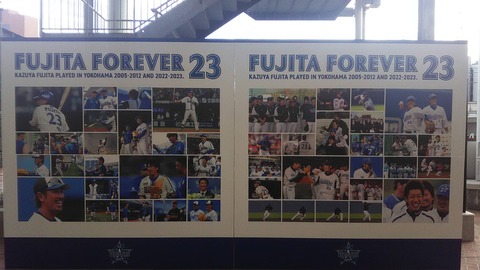 FUJITA FOREVER 23
KAZUYA FUJITA PLAYED IN YOKOHAMA 2005-2012 AND 2022-2023.
FUJITA FOREVER 23
KAZUYA FUJITA PLAYED IN YOKOHAMA 2005-2012 AND 2022-2023.
23